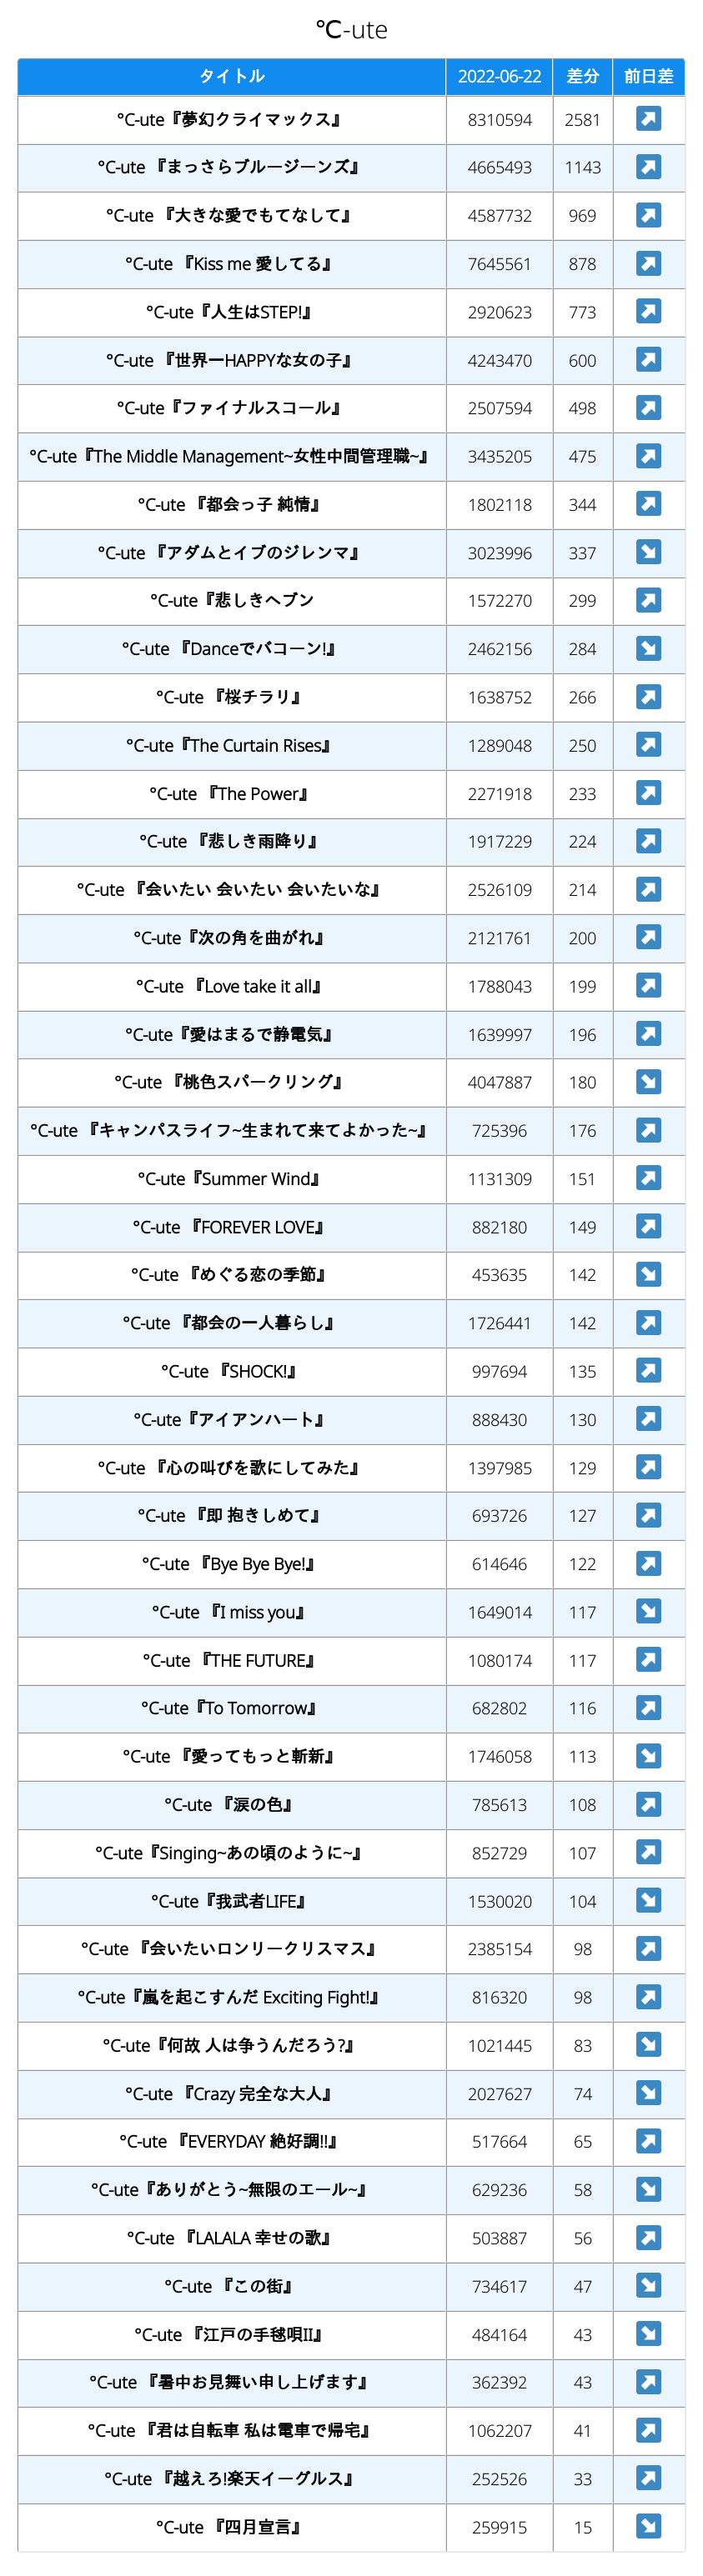 ℃-ute
タイトル 2022-06-22 差分 前日差
°C-ute『夢幻クライマックス』 8310594 2581 ↗
°C-ute 『まっさらブルージーンズ』 4665493 1143 ↗
°C-ute 『大きな愛でもてなして』 4587732 969 ↗
°C-ute 『Kiss me 愛してる』 7645561 878 ↗
°C-ute『人生はSTEP!』 2920623 773 ↗
°C-ute 『世界一HAPPYな女の子』 4243470 600 ↗
°C-ute『ファイナルスコール』 2507594 498 ↗
°C-ute『The Middle Management~女性中間管理職~』 3435205 475 ↗
°C-ute 『都会っ子 純情』 1802118 344 ↗
°C-ute 『アダムとイブのジレンマ』 3023996 337 ↘
°C-ute『悲しきヘブン 1572270 299 ↗
°C-ute 『Danceでバコーン!』 2462156 284 ↘
°C-ute 『桜チラリ』 1638752 266 ↗
°C-ute『The Curtain Rises』 1289048 250 ↗
°C-ute 『The Power』 2271918 233 ↗
°C-ute 『悲しき雨降り』 1917229 224 ↗
°C-ute 『会いたい 会いたい 会いたいな』 2526109 214 ↗
°C-ute『次の角を曲がれ』 2121761 200 ↗
°C-ute 『Love take it all』 1788043 199 ↗
°C-ute『愛はまるで静電気』 1639997 196 ↗
°C-ute 『桃色スパークリング』 4047887 180 ↘
°C-ute 『キャンパスライフ~生まれて来てよかった~』 725396 176 ↗
°C-ute『Summer Wind』 1131309 151 ↗
°C-ute 『FOREVER LOVE』 882180 149 ↗
°C-ute 『めぐる恋の季節』 453635 142 ↘
°C-ute 『都会の一人暮らし』 1726441 142 ↗
°C-ute 『SHOCK!』 997694 135 ↗
°C-ute『アイアンハート』 888430 130 ↗
°C-ute 『心の叫びを歌にしてみた』 1397985 129 ↗
°C-ute 『即 抱きしめて』 693726 127 ↗
°C-ute 『Bye Bye Bye!』 614646 122 ↗
°C-ute 『I miss you』 1649014 117 ↘
°C-ute 『THE FUTURE』 1080174 117 ↗
°C-ute『To Tomorrow』 682802 116 ↗
°C-ute 『愛ってもっと斬新』 1746058 113 ↘
°C-ute 『涙の色』 785613 108 ↗
°C-ute『Singing~あの頃のように~』 852729 107 ↗
°C-ute『我武者LIFE』 1530020 104 ↘
°C-ute 『会いたいロンリークリスマス』 2385154 98 ↗
°C-ute『嵐を起こすんだ Exciting Fight!』 816320 98 ↗
°C-ute『何故 人は争うんだろう?』 1021445 83 ↘
°C-ute 『Crazy 完全な大人』 2027627 74 ↘
°C-ute 『EVERYDAY 絶好調!!』 517664 65 ↗
°C-ute『ありがとう~無限のエール~』 629236 58 ↘
°C-ute 『LALALA 幸せの歌』 503887 56 ↗
°C-ute 『この街』 734617 47 ↘
°C-ute 『江戸の手毬唄II』 484164 43 ↘
°C-ute 『暑中お見舞い申し上げます』 362392 43 ↗
°C-ute 『君は自転車 私は電車で帰宅』 1062207 41 ↗
°C-ute 『越えろ!楽天イーグルス』 252526 33 ↗
°C-ute 『四月宣言』 259915 15 ↘